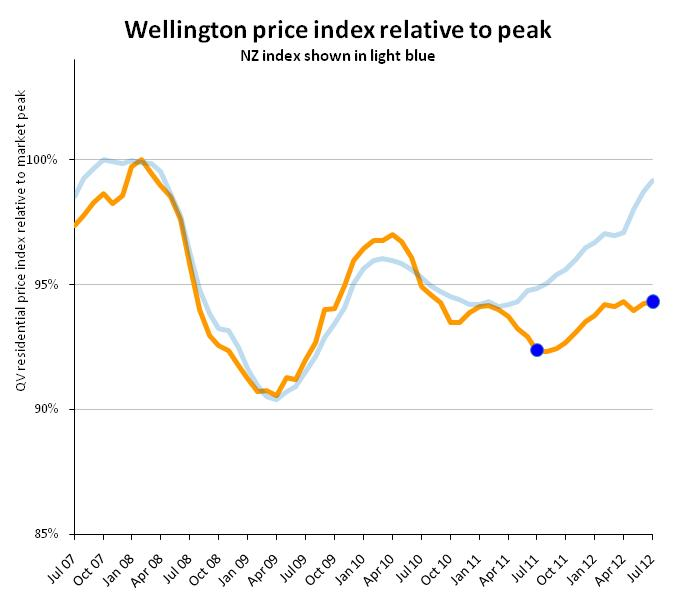 Wellington price index relative to peak
NZ index shown in light blue
QV residential price index relative to market peak
100%
95%
90%
85%
Jul 07
Oct 07
Jan 08
Apr 08
Jul 08
Oct 08
Jan 09
Apr 09
Jul 09
Oct 09
Jan 10
Apr 10
Jul 10
Oct 10
Jan 11
Apr 11
Jul 11
Oct 11
Jan 12
Apr 12
Jul 12